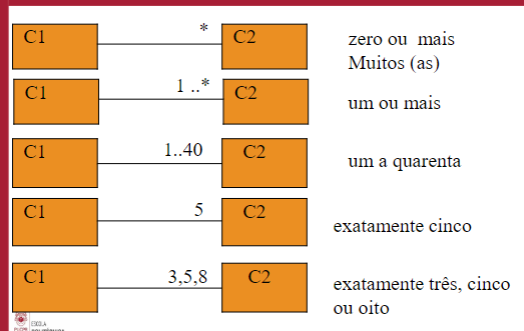 C1 * C2 zero ou mais
Muitos (as)
C1 1 ..* C2 um ou mais
C1 1..40 C2 um a quarenta
C1 5 C2 exatamente cinco
C1 3,5,8 C2 exatamente três, cinco
ou oito
ESCOLA